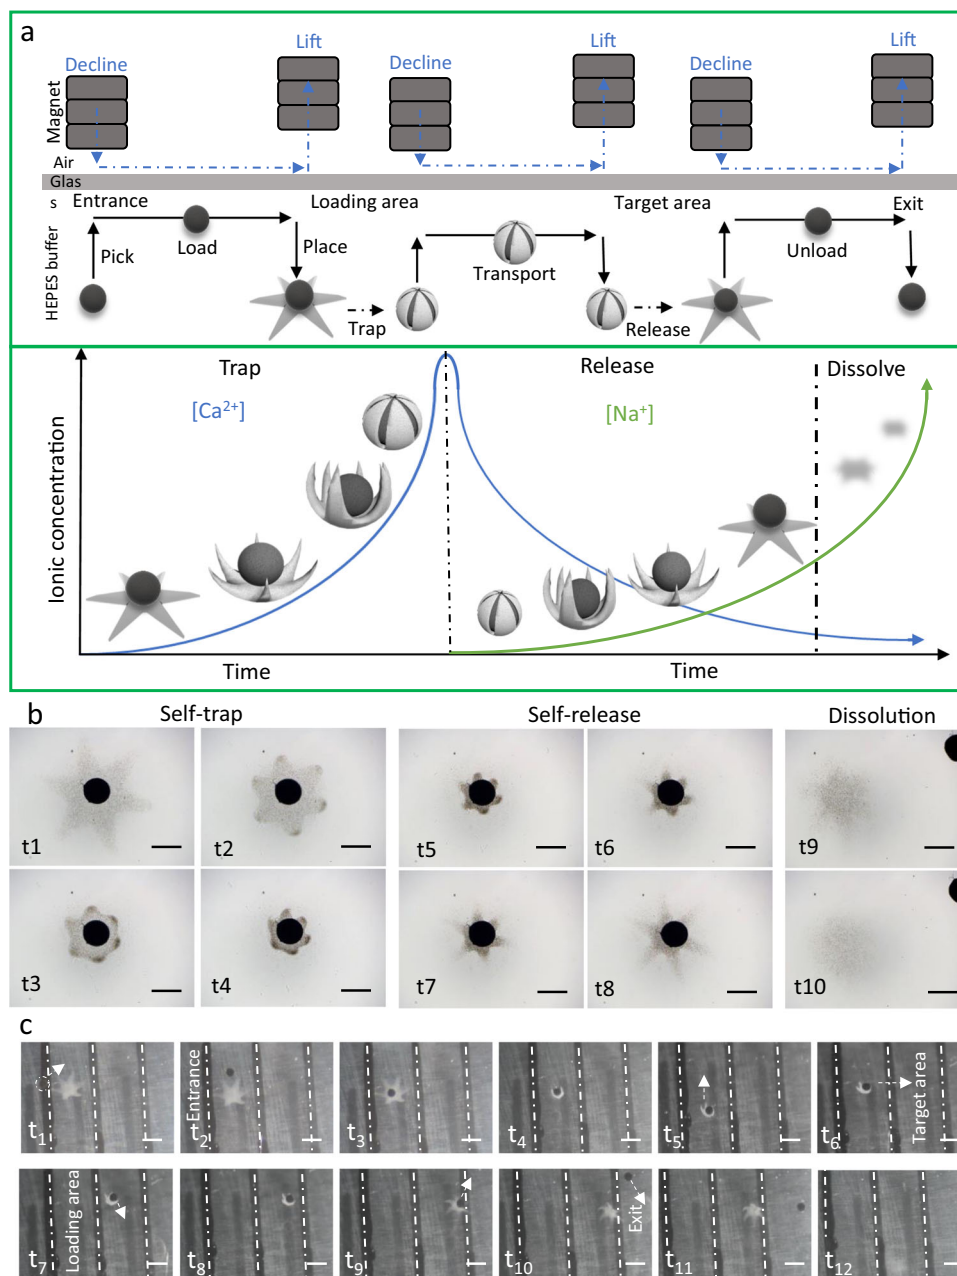 a
Decline
Lift
Decline
Lift
Decline
Lift
Magnet
Air
Glas
s
Entrance
Loading area
Target area
Exit
HEPES buffer
Pick
Load
Place
Trap
Transport
Release
Unload
Trap
Release
Dissolve
[Ca²⁺]
[Na⁺]
Ionic concentration
Time
Time
b
Self-trap
Self-release
Dissolution
t1
t2
t5
t6
t9
t3
t4
t7
t8
t10
c
t₁
Entrance
t₂
t₃
t₄
t₅
t₆
Target area
t₇
Loading area
t₈
t₉
t₁₀
Exit
t₁₁
t₁₂